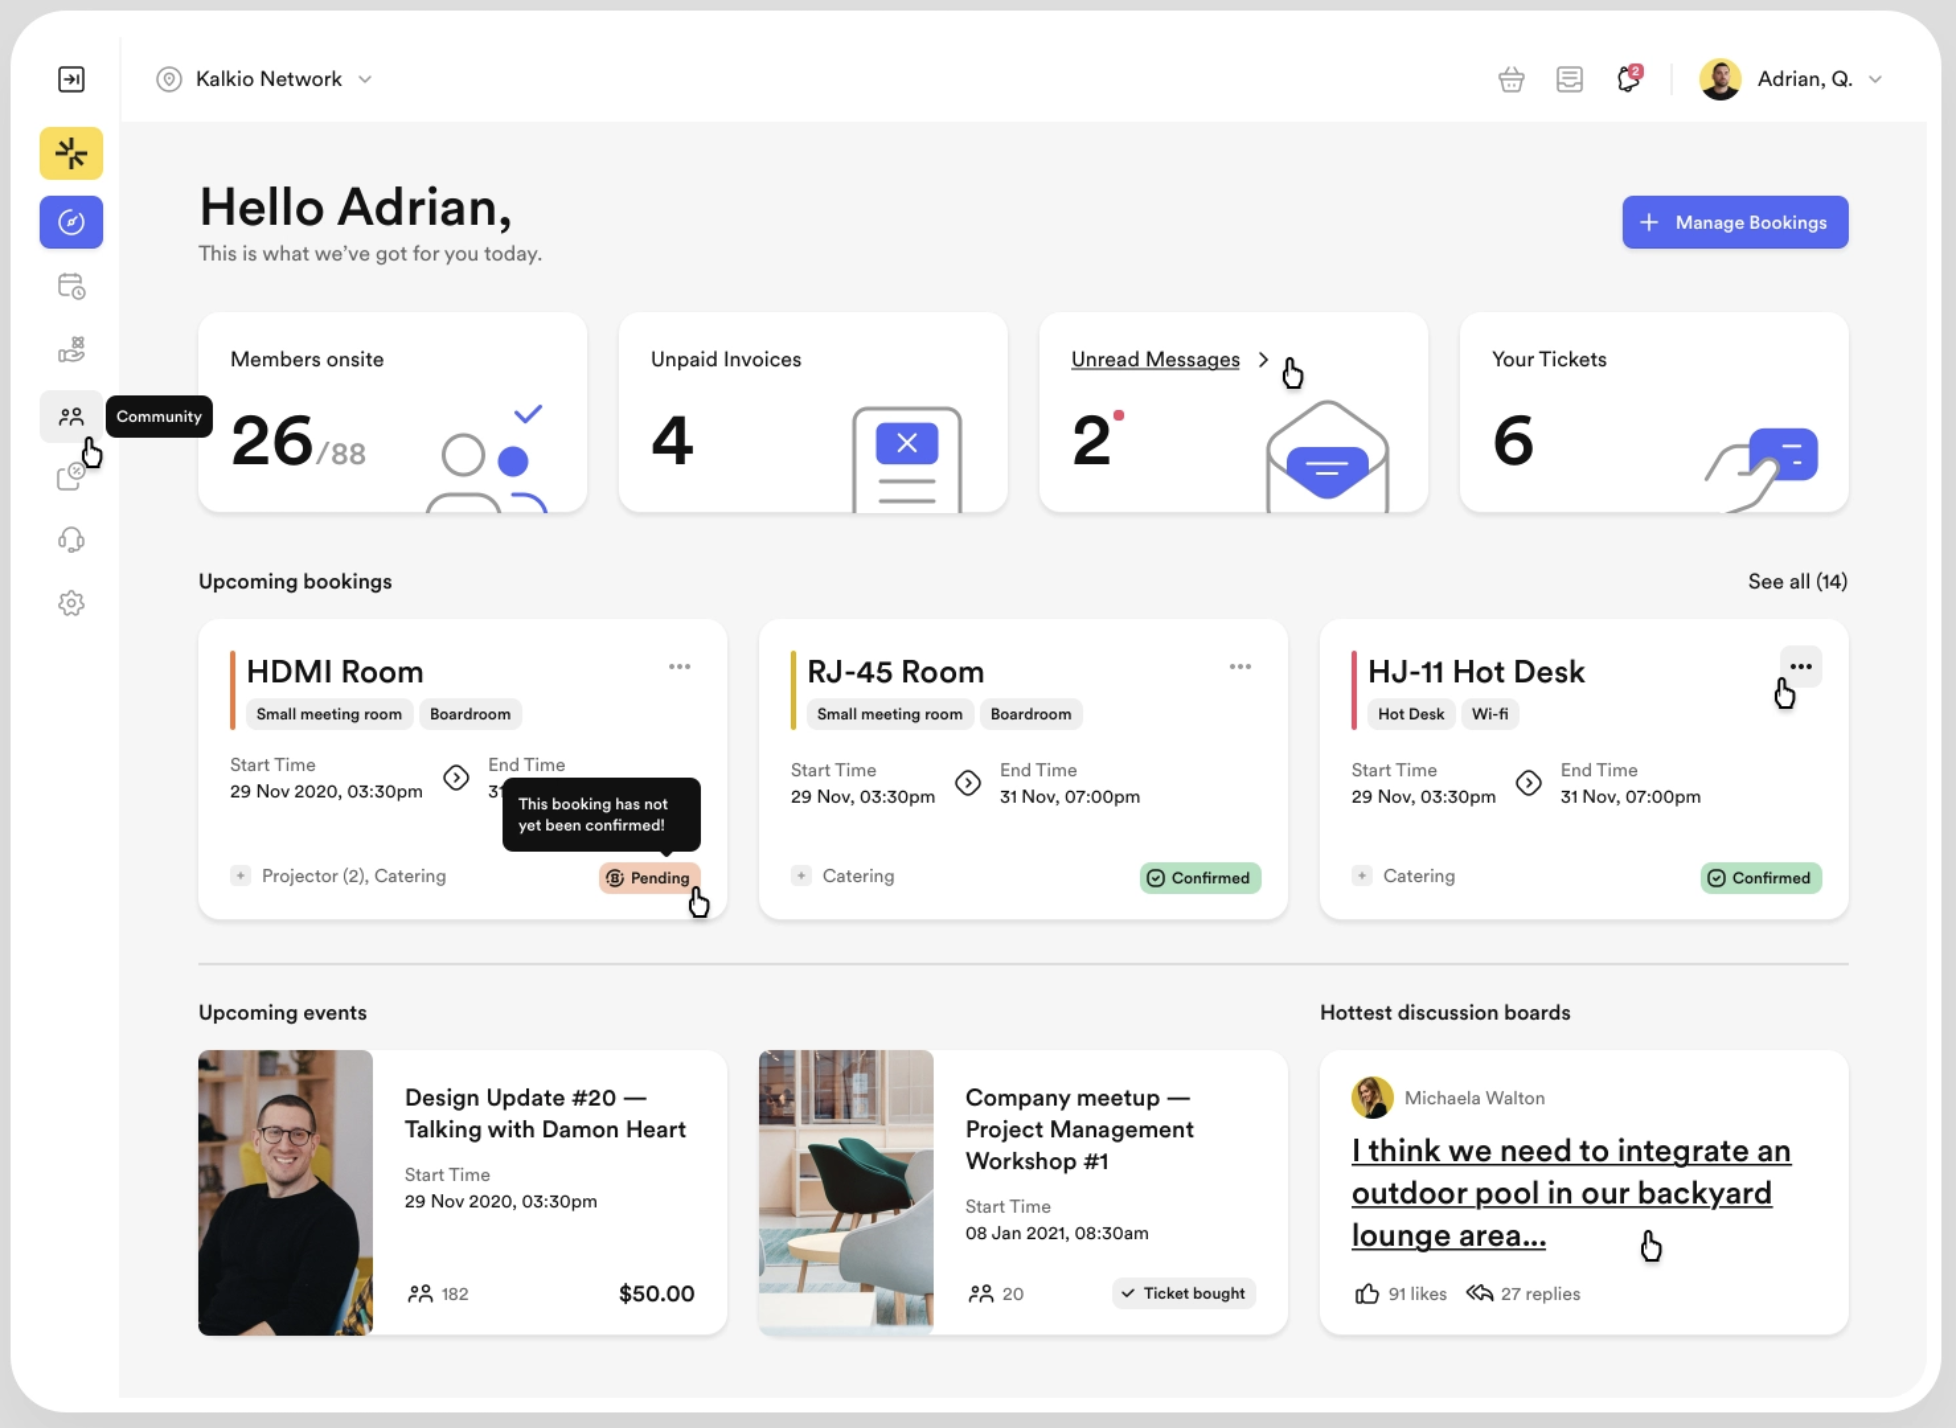 Kalkio Network
2
Adrian, Q.
Hello Adrian,
This is what we've got for you today.
Manage Bookings
Members onsite
26/88
Unpaid Invoices
4
Unread Messages
2
Your Tickets
6
Community
Upcoming bookings
See all (14)
HDMI Room
Small meeting room
Boardroom
Start Time
29 Nov 2020, 03:30pm
End Time
31
This booking has not
yet been confirmed!
Projector (2), Catering
Pending
RJ-45 Room
Small meeting room
Boardroom
Start Time
29 Nov, 03:30pm
End Time
31 Nov, 07:00pm
Catering
Confirmed
HJ-11 Hot Desk
Hot Desk
Wi-fi
Start Time
29 Nov, 03:30pm
End Time
31 Nov, 07:00pm
Catering
Confirmed
Upcoming events
Design Update #20 —
Talking with Damon Heart
Start Time
29 Nov 2020, 03:30pm
182
$50.00
Company meetup —
Project Management
Workshop #1
Start Time
08 Jan 2021, 08:30am
20
Ticket bought
Hottest discussion boards
Michaela Walton
I think we need to integrate an
outdoor pool in our backyard
lounge area...
91 likes
27 replies